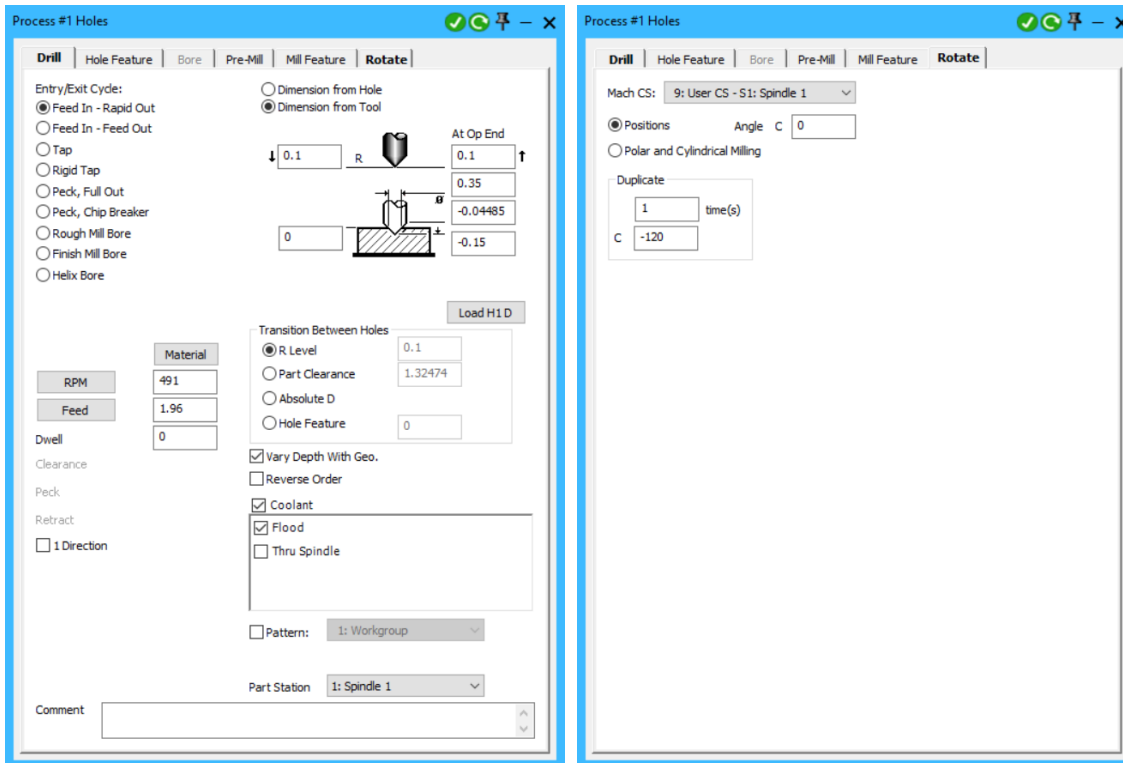 Process #1 Holes
Drill Hole Feature Bore Pre-Mill Mill Feature Rotate
Entry/Exit Cycle:
Feed In - Rapid Out
Feed In - Feed Out
Tap
Rigid Tap
Peck, Full Out
Peck, Chip Breaker
Rough Mill Bore
Finish Mill Bore
Helix Bore
Dimension from Hole
Dimension from Tool
At Op End
0.1 R 0.1
0.35
ø
-0.04485
0 -0.15
Load H1 D
Material
RPM 491
Feed 1.96
Dwell 0
Clearance
Peck
Retract
1 Direction
Transition Between Holes
R Level 0.1
Part Clearance 1.32474
Absolute D
Hole Feature 0
Vary Depth With Geo.
Reverse Order
Coolant
Flood
Thru Spindle
Pattern: 1: Workgroup
Part Station 1: Spindle 1
Comment
Process #1 Holes
Drill Hole Feature Bore Pre-Mill Mill Feature Rotate
Mach CS: 9: User CS - S1: Spindle 1
Positions Angle C 0
Polar and Cylindrical Milling
Duplicate
1 time(s)
C -120